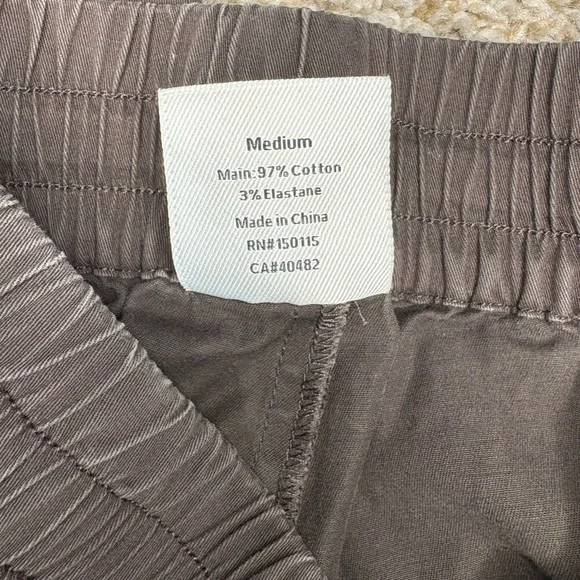 Medium
Main:97% Cotton
3% Elastane
Made in China
RN#150115
CA#40482